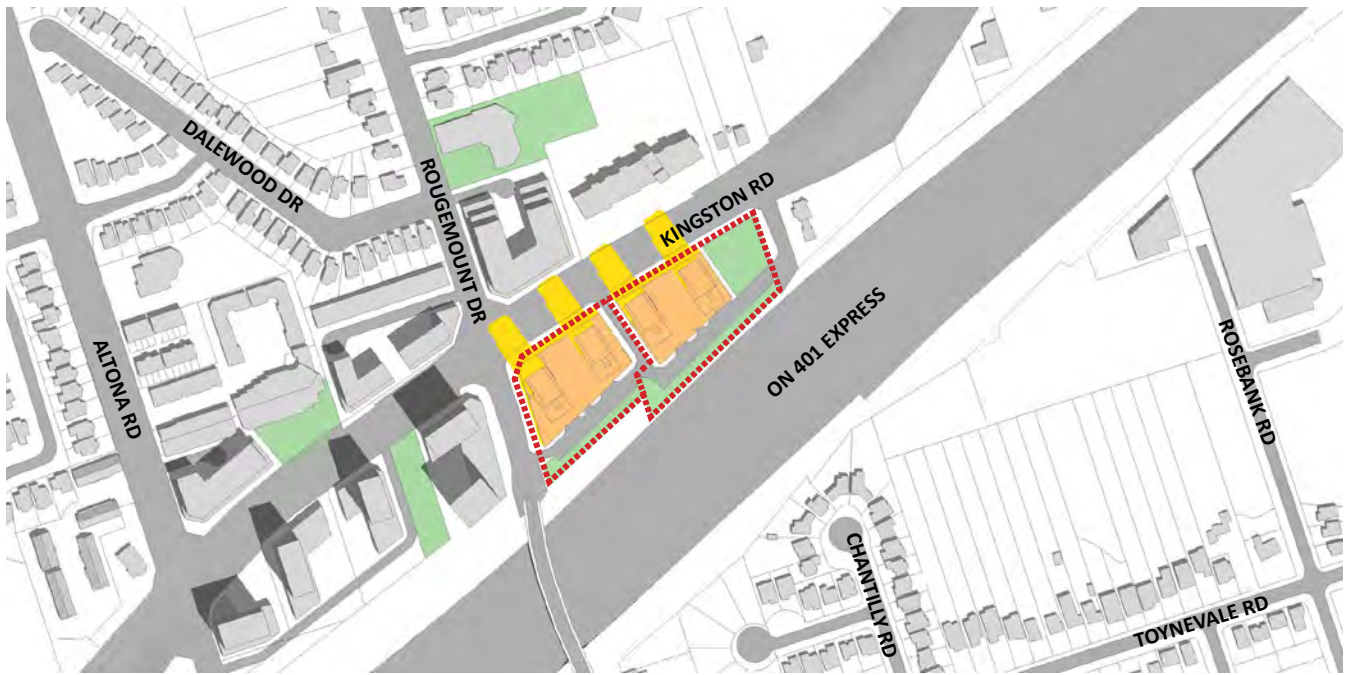 DALEWOOD DR
ROUGEMOUNT DR
KINGSTON RD
ALTONA RD
ON 401 EXPRESS
ROSEBANK RD
CHANTILLY RD
TOYNEVALE RD